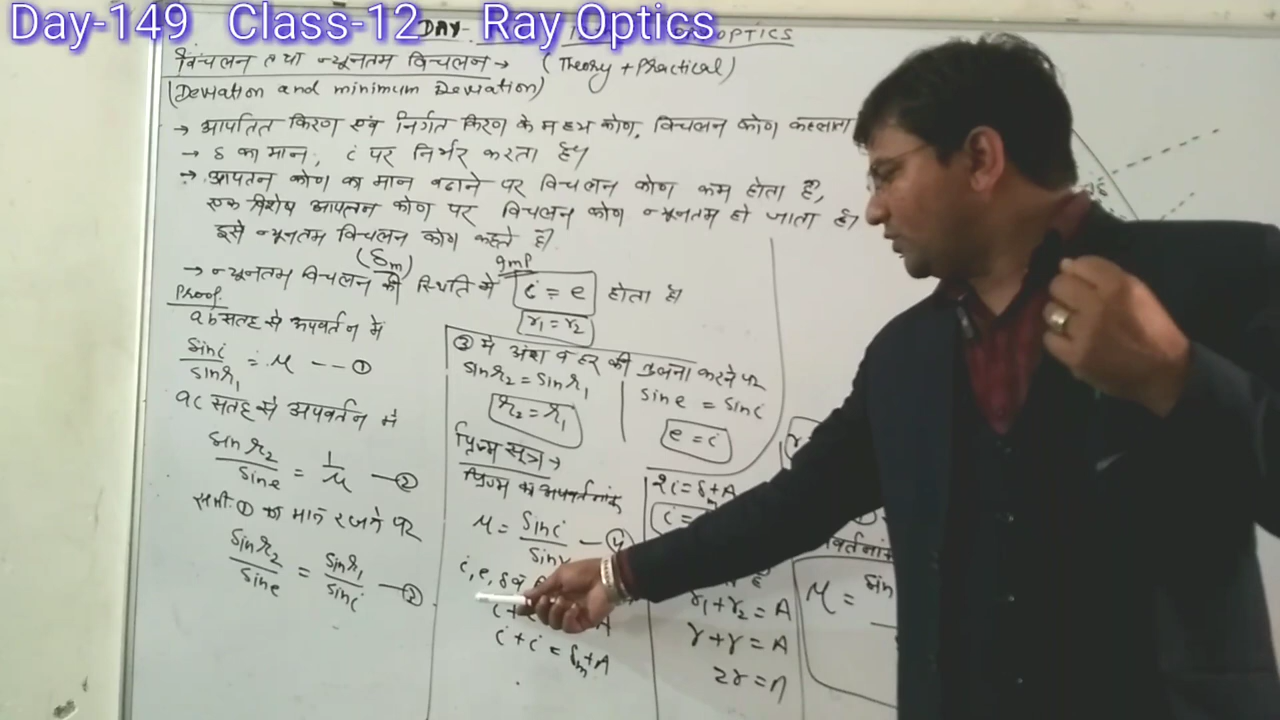 Day-149 Class-12 Ray Optics
DAY- OPTICS
विचलन तथा न्यूनतम विचलन → (Theory + Practical)
(Deviation and minimum Deviation)
→ आपतित किरण एवं निर्गत किरण के मध्य कोण, विचलन कोण कहलाता
→ δ का मान, i पर निर्भर करता है।
→ आपतन कोण का मान बढाने पर विचलन कोण कम होता है,
एक विशेष आपतन कोण पर विचलन कोण न्यूनतम हो जाता है।
इसे न्यूनतम विचलन कोण कहते है।
(δm) gmp
→ न्यूनतम विचलन की स्थिति में i = e होता है।
r₁ = r₂
Proof.
ab सतह से अपवर्तन में
sin i / sin r₁ = μ -- ①
ac सतह से अपवर्तन में
sin r₂ / sin e = 1/μ — ②
समी. ① का मान रखने पर
sin r₂ / sin e = sin r₁ / sin i — ③
③ में अंश व हर की तुलना करने पर
sin r₂ = sin r₁
r₂ = r₁
sin e = sin i
e = i
प्रिज्म सूत्र →
प्रिज्म का अपवर्तनांक
μ = sin i / sin r — ④
i, e, δ व
i +
A
i + i = δm + A
2i = δm + A
i =
r₁ + r₂ = A
r + r = A
2r = A
μ = sin